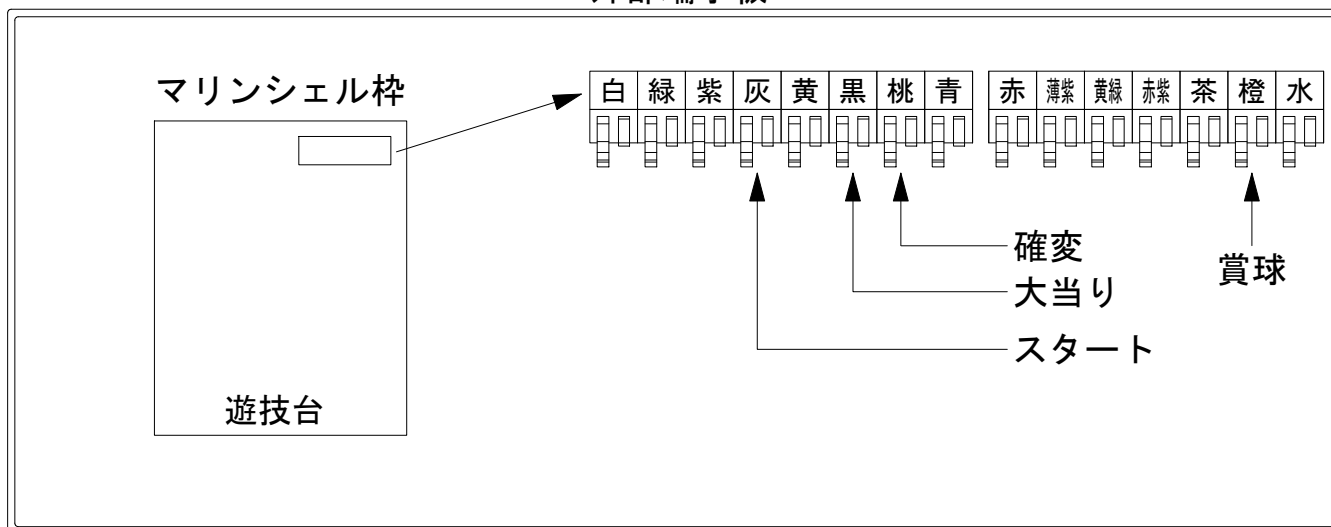 マリンシェル枠
白 緑 紫 灰 黄 黒 桃 青 赤 薄紫 黄緑 赤紫 茶 橙 水
確変
賞球
大当り
スタート
遊技台